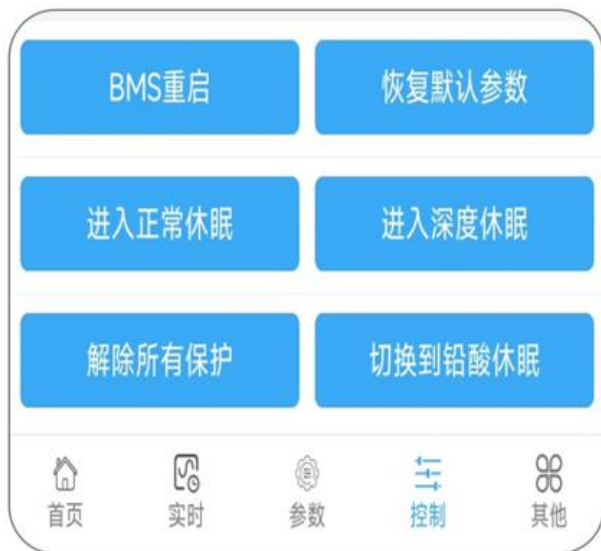 BMS重启
恢复默认参数
进入正常休眠
进入深度休眠
解除所有保护
切换到铅酸休眠
首页
实时
参数
控制
其他